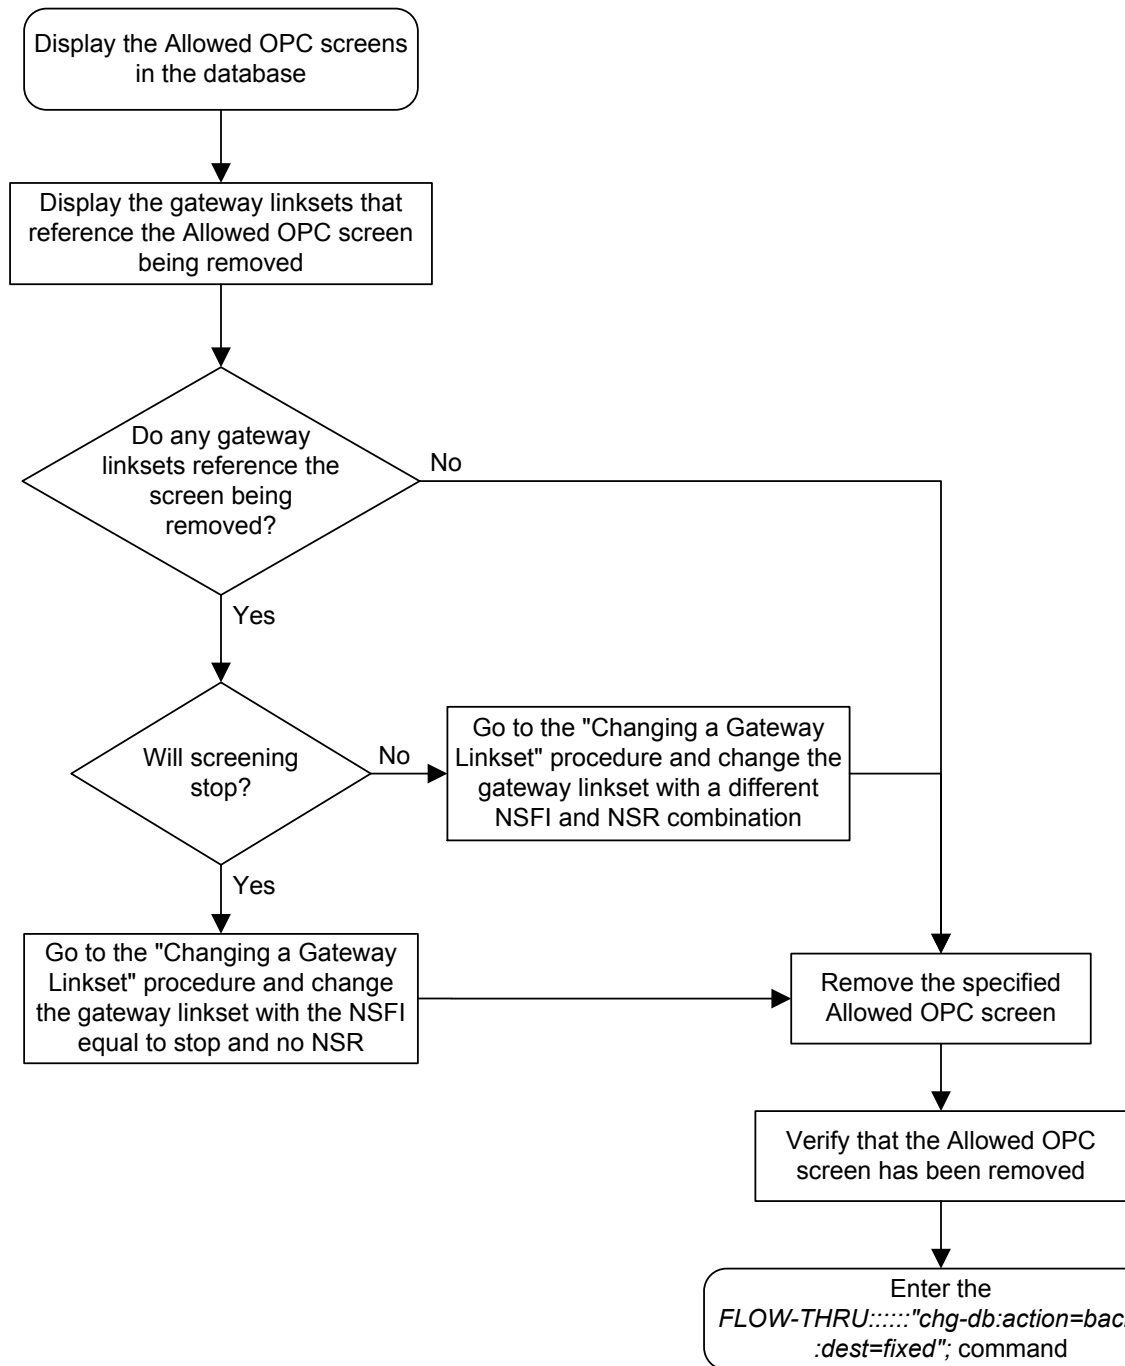 Display the Allowed OPC screens
in the database
Display the gateway linksets that
reference the Allowed OPC screen
being removed
Do any gateway
linksets reference the
screen being
removed?
No
Yes
Will screening
stop?
No
Go to the "Changing a Gateway
Linkset" procedure and change the
gateway linkset with a different
NSFI and NSR combination
Yes
Go to the "Changing a Gateway
Linkset" procedure and change
the gateway linkset with the NSFI
equal to stop and no NSR
Remove the specified
Allowed OPC screen
Verify that the Allowed OPC
screen has been removed
Enter the
FLOW-THRU::::::"chg-db:action=bac
:dest=fixed"; command